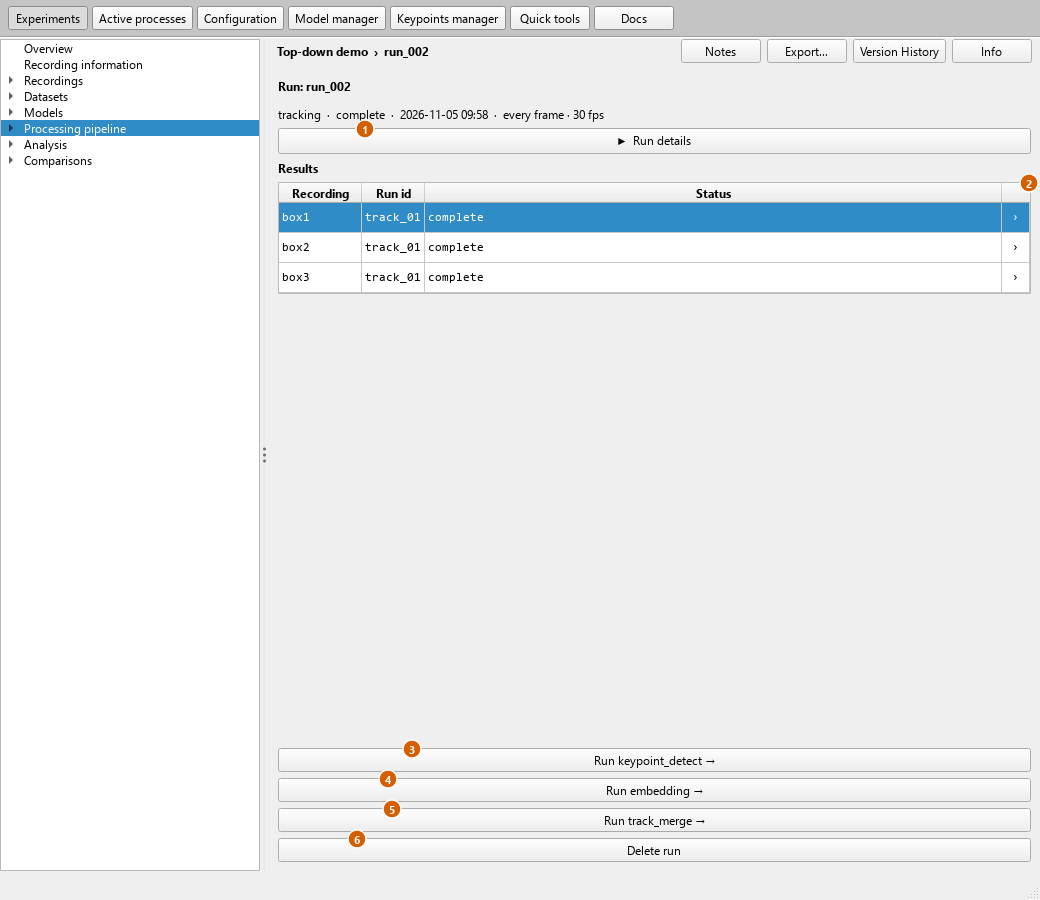 Experiments Active processes Configuration Model manager Keypoints manager Quick tools Docs
Overview
Recording information
Recordings
Datasets
Models
Processing pipeline
Analysis
Comparisons
Top-down demo › run_002 Notes Export... Version History Info
Run: run_002
tracking · complete · 2026-11-05 09:58 · every frame · 30 fps
1
► Run details
Results
2
Recording Run id Status
box1 track_01 complete ›
box2 track_01 complete ›
box3 track_01 complete ›
3
Run keypoint_detect →
4
Run embedding →
5
Run track_merge →
6
Delete run